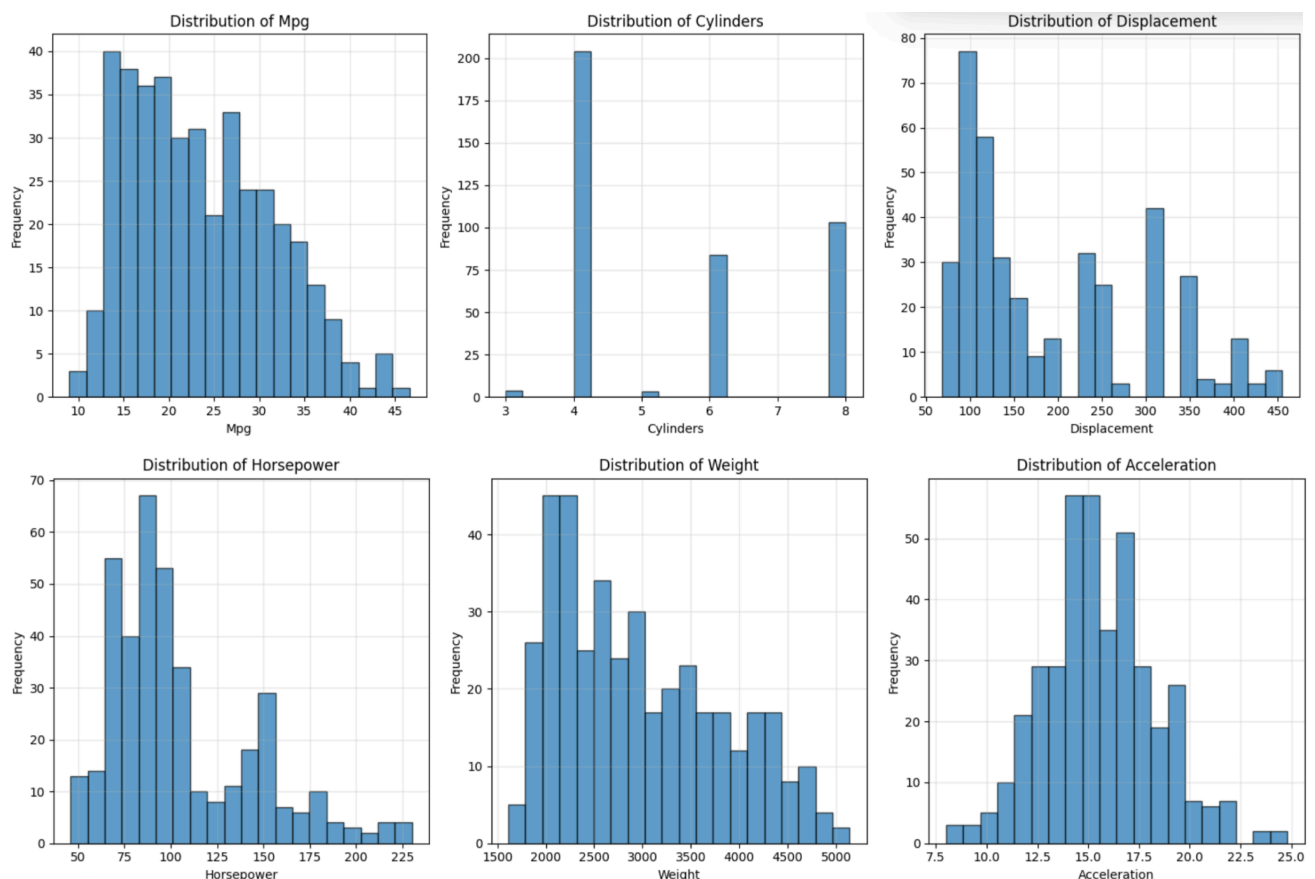 Distribution of Mpg
Distribution of Cylinders
Distribution of Displacement
40
35
30
25
20
15
10
5
0
Frequency
10 15 20 25 30 35 40 45
Mpg
200
175
150
125
100
75
50
25
0
Frequency
3 4 5 6 7 8
Cylinders
80
70
60
50
40
30
20
10
0
Frequency
50 100 150 200 250 300 350 400 450
Displacement
Distribution of Horsepower
Distribution of Weight
Distribution of Acceleration
70
60
50
40
30
20
10
0
Frequency
50 75 100 125 150 175 200 225
Horsepower
40
30
20
10
0
Frequency
1500 2000 2500 3000 3500 4000 4500 5000
Weight
50
40
30
20
10
0
Frequency
7.5 10.0 12.5 15.0 17.5 20.0 22.5 25.0
Acceleration